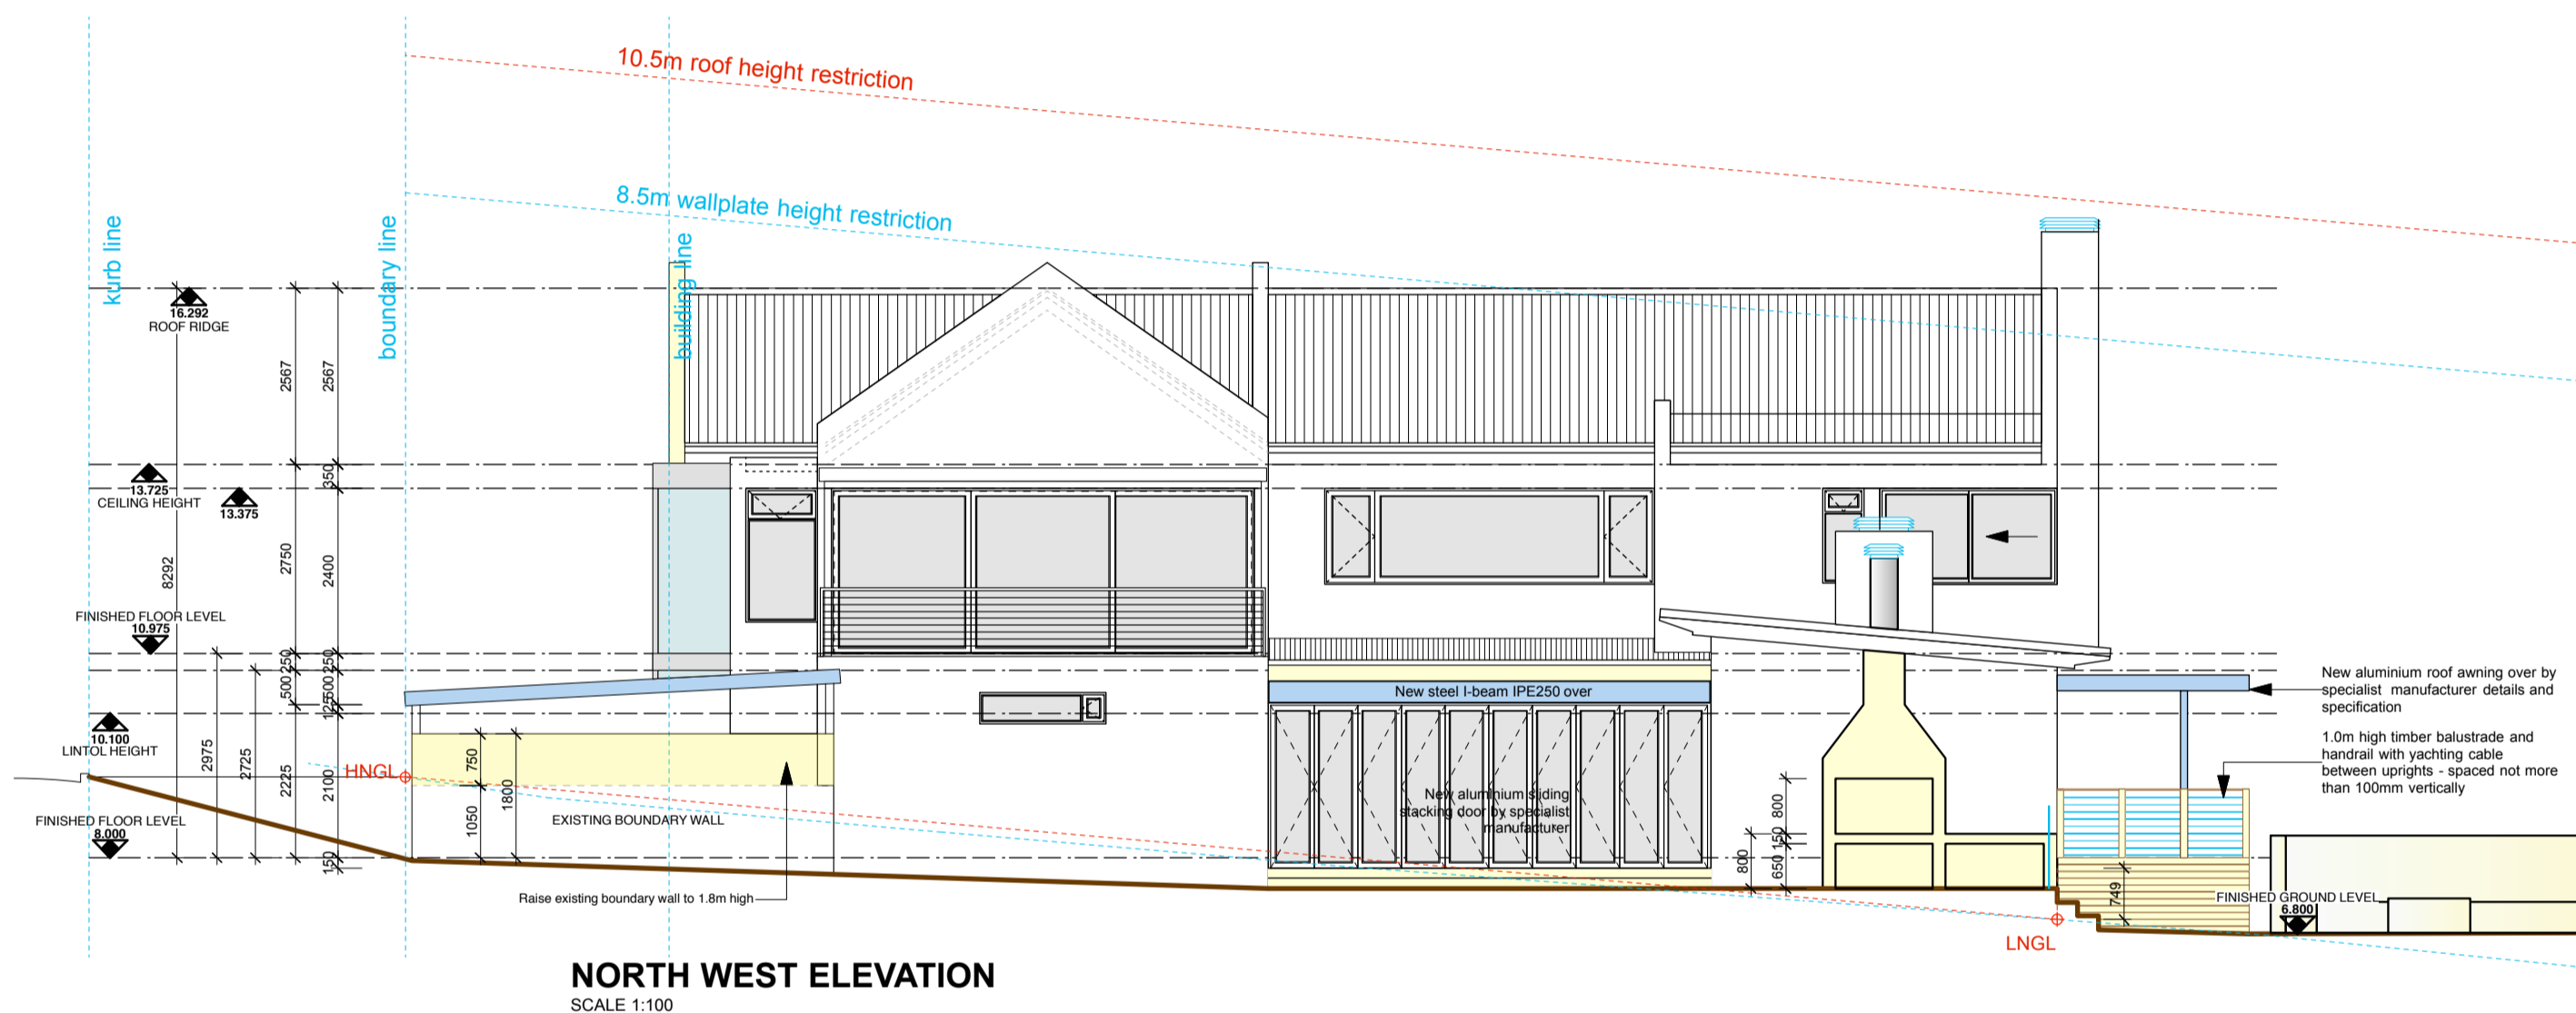 10.5m roof height restriction
8.5m wallplate height restriction
kurb line
boundary line
building line
16.292
ROOF RIDGE
2567
2567
350
13.725
CEILING HEIGHT
13.375
8292
2750
2400
FINISHED FLOOR LEVEL
10.975
250
250
500
500
125
10.100
LINTOL HEIGHT
2975
2725
2225
2100
HNGL
FINISHED FLOOR LEVEL
8.000
150
750
1050
1800
EXISTING BOUNDARY WALL
Raise existing boundary wall to 1.8m high
New steel I-beam IPE250 over
New aluminium sliding
stacking door by specialist
manufacturer
800
800
150
650
New aluminium roof awning over by
specialist manufacturer details and
specification
1.0m high timber balustrade and
handrail with yachting cable
between uprights - spaced not more
than 100mm vertically
749
FINISHED GROUND LEVEL
6.800
LNGL
NORTH WEST ELEVATION
SCALE 1:100